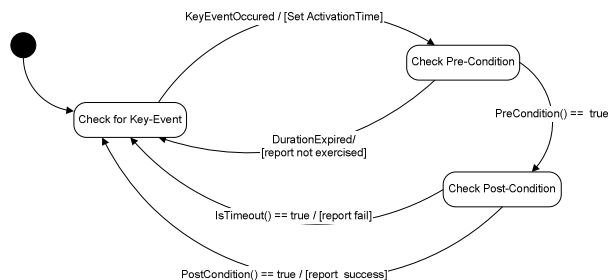 KeyEventOccured / [Set ActivationTime]
Check Pre-Condition
Check for Key-Event
PreCondition() == true
DurationExpired/
[report not exercised]
Check Post-Condition
IsTimeout() == true / [report fail]
PostCondition() == true / [report success]